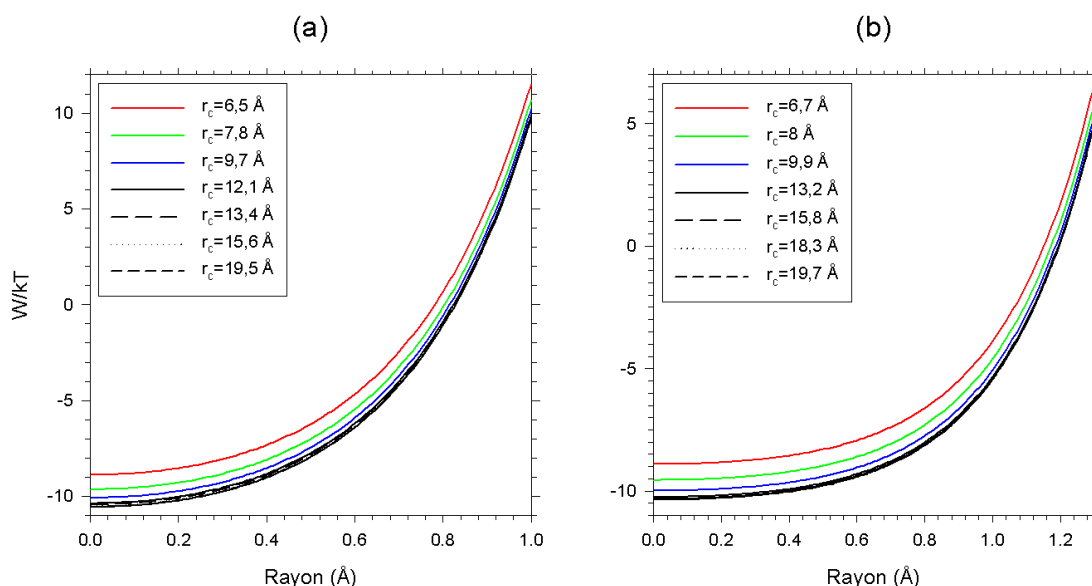 (a)
r_c=6,5 Å
r_c=7,8 Å
r_c=9,7 Å
r_c=12,1 Å
r_c=13,4 Å
r_c=15,6 Å
r_c=19,5 Å
W/kT
10
5
0
-5
-10
0.0 0.2 0.4 0.6 0.8 1.0
Rayon (Å)
(b)
r_c=6,7 Å
r_c=8 Å
r_c=9,9 Å
r_c=13,2 Å
r_c=15,8 Å
r_c=18,3 Å
r_c=19,7 Å
5
0
-5
-10
0.0 0.2 0.4 0.6 0.8 1.0 1.2
Rayon (Å)